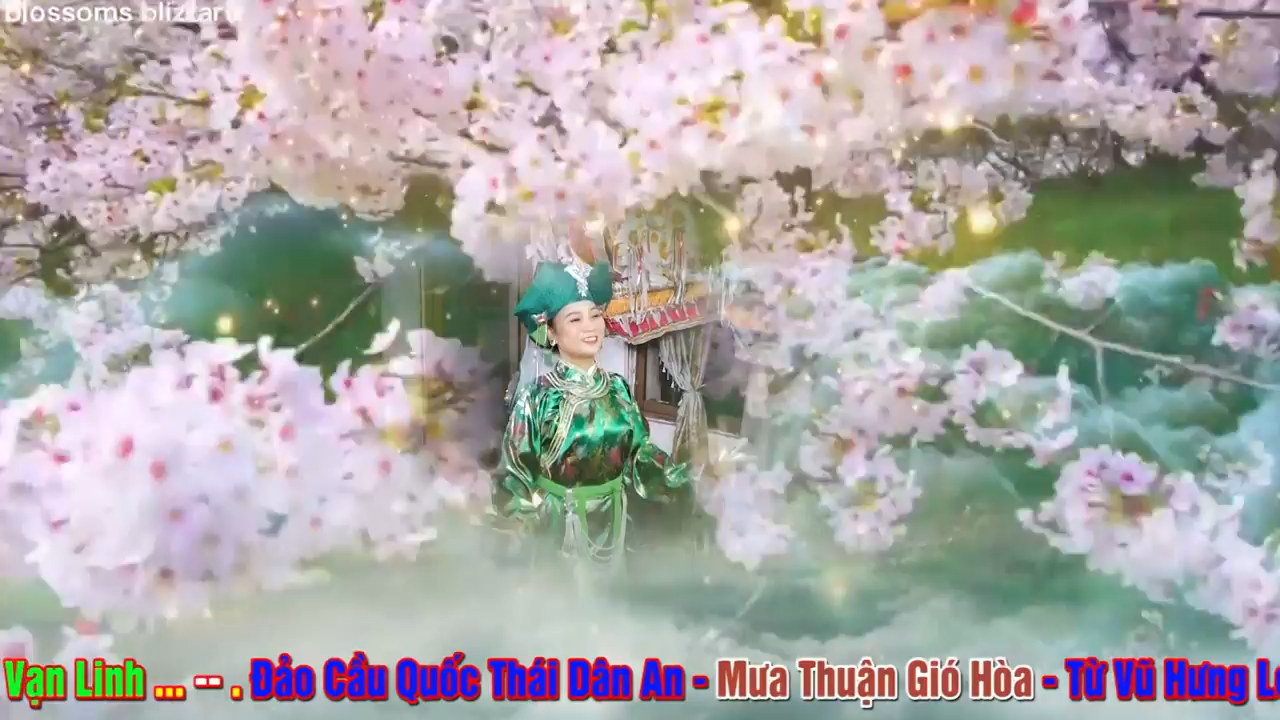 blossoms blizzard
Vạn Linh ... -- . Đảo Cầu Quốc Thái Dân An - Mưa Thuận Gió Hòa - Từ Vũ Hưng